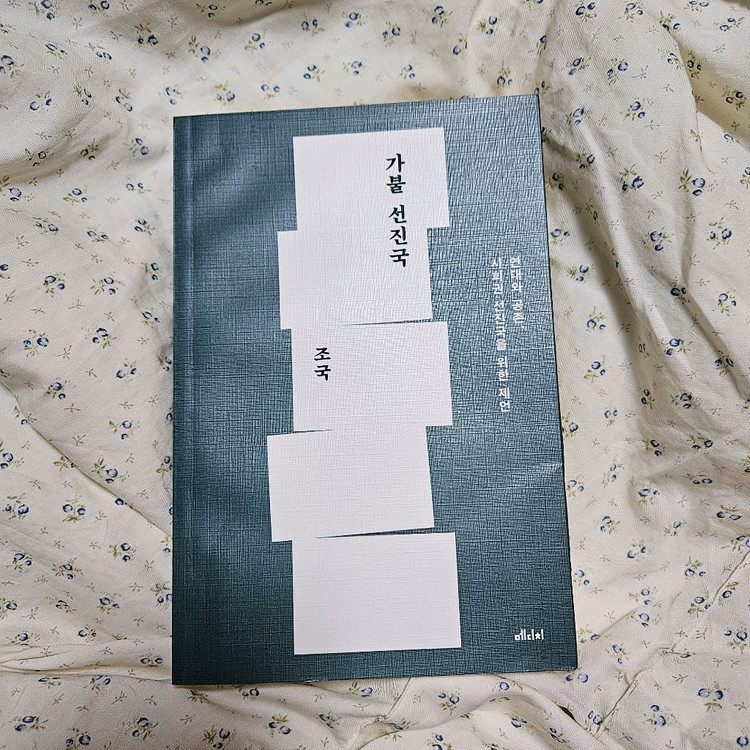 가불 선진국
연대와 공존,
사회권 선진국을 위한 제언
조국
메디치